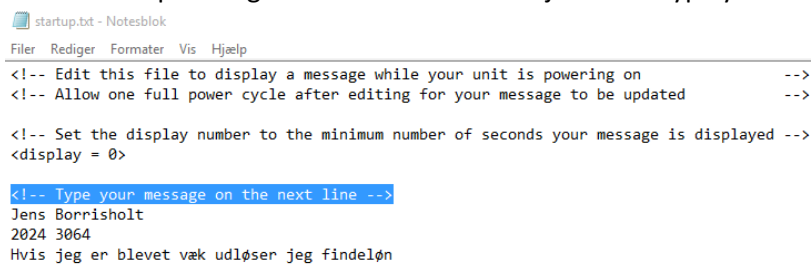 startup.txt - Notesblok
Filer Rediger Formater Vis Hjælp
<!-- Edit this file to display a message while your unit is powering on -->
<!-- Allow one full power cycle after editing for your message to be updated -->
<!-- Set the display number to the minimum number of seconds your message is displayed -->
<display = 0>
<!-- Type your message on the next line -->
Jens Borrisholt
2024 3064
Hvis jeg er blevet væk udløser jeg findeløn